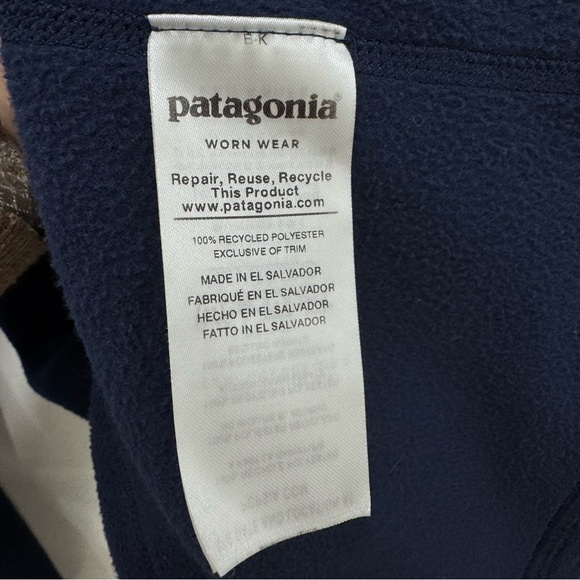 E-K
patagonia®
WORN WEAR
Repair, Reuse, Recycle
This Product
www.patagonia.com
100% RECYCLED POLYESTER
EXCLUSIVE OF TRIM
MADE IN EL SALVADOR
FABRIQUÉ EN EL SALVADOR
HECHO EN EL SALVADOR
FATTO IN EL SALVADOR